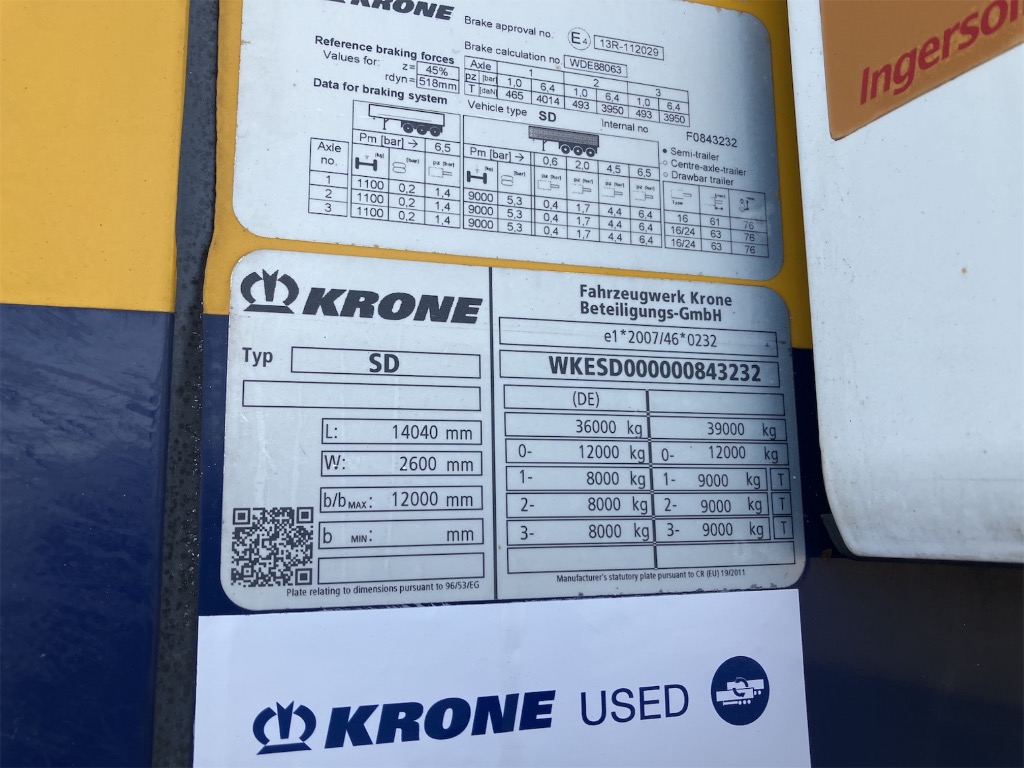 KRONE
Brake approval no. E4 13R-112029
Reference braking forces
Brake calculation no. WDE88063
Values for: z= 45%
rdyn= 518mm
Axle 1 2 3
pz [bar] 1,0 6,4 1,0 6,4 1,0 6,4
T [daN] 465 4014 493 3950 493 3950
Data for braking system
Vehicle type SD
Internal no F0843232
Semi-trailer
Centre-axle-trailer
Drawbar trailer
Axle no. Pm [bar] → 6,5 Pm [bar] → 0,6 2,0 4,5 6,5
1 1100 0,2 1,4 9000 5,3 0,4 1,7 4,4 6,4 16 61 76
2 1100 0,2 1,4 9000 5,3 0,4 1,7 4,4 6,4 16/24 63 76
3 1100 0,2 1,4 9000 5,3 0,4 1,7 4,4 6,4 16/24 63 76
Ingersol
KRONE
Typ SD
L: 14040 mm
W: 2600 mm
b/b MAX: 12000 mm
b MIN: mm
Plate relating to dimensions pursuant to 96/53/EG
Fahrzeugwerk Krone
Beteiligungs-GmbH
e1*2007/46*0232
WKESD000000843232
(DE)
36000 kg 39000 kg
0- 12000 kg 0- 12000 kg
1- 8000 kg 1- 9000 kg T
2- 8000 kg 2- 9000 kg T
3- 8000 kg 3- 9000 kg T
Manufacturer's statutory plate pursuant to CR (EU) 19/2011
KRONE USED